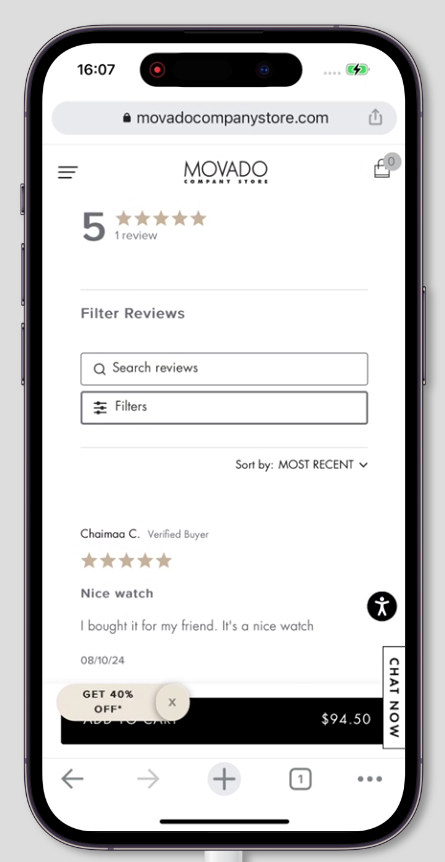 16:07
movadocompanystore.com
MOVADO
COMPANY STORE
0
5
1 review
Filter Reviews
Search reviews
Filters
Sort by: MOST RECENT
Chaimaa C. Verified Buyer
Nice watch
I bought it for my friend. It's a nice watch
08/10/24
GET 40%
OFF*
X
ADD TO CART
$94.50
CHAT NOW
1